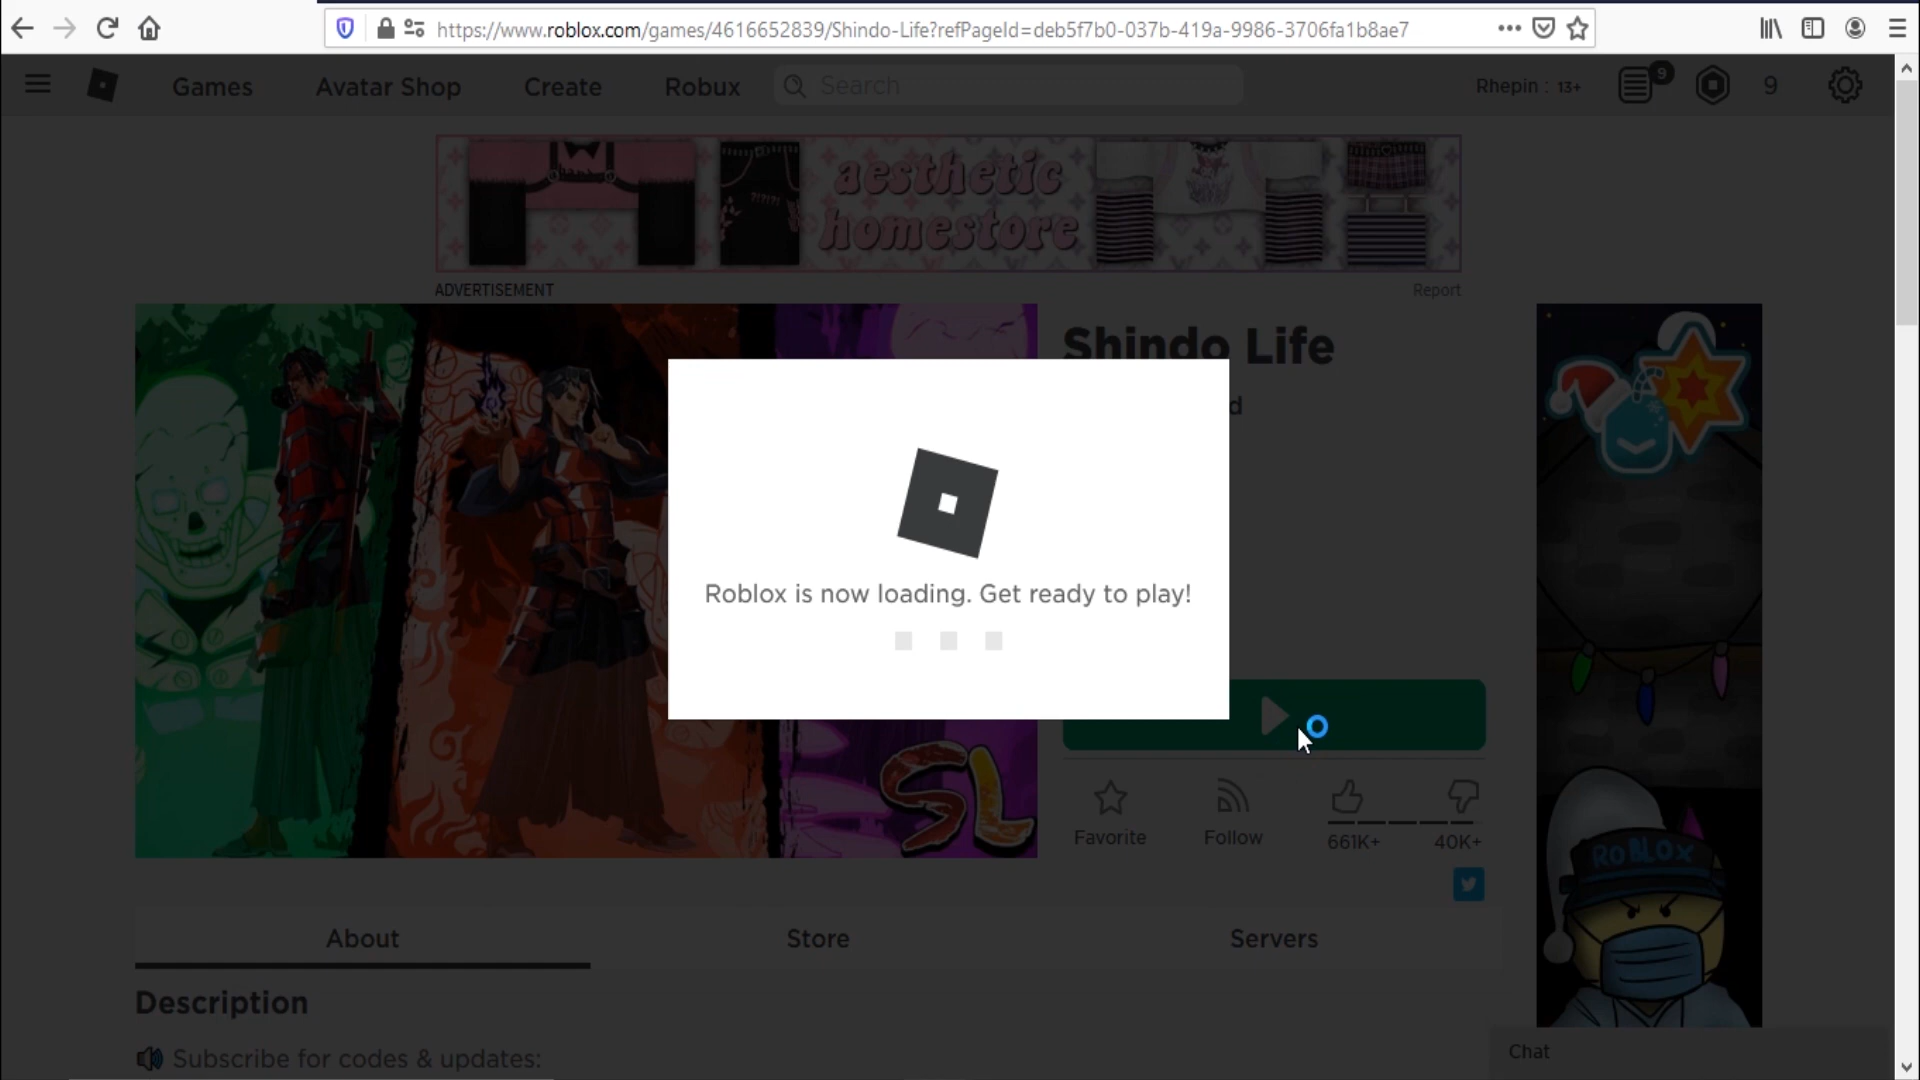 https://www.roblox.com/games/4616652839/Shindo-Life?refPageId=deb5f7b0-037b-419a-9986-3706fa1b8ae7
Games
Avatar Shop
Create
Robux
Search
Rhepin : 13+
9
9
aesthetic
homestore
ADVERTISEMENT
Report
Shindo Life
d
Roblox is now loading. Get ready to play!
SL
Favorite
Follow
661K+
40K+
ROBLOX
About
Store
Servers
Description
Subscribe for codes & updates:
Chat